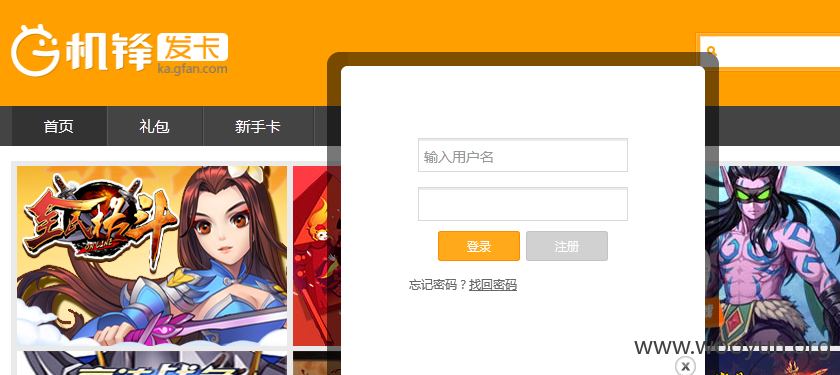 机锋 发卡
ka.gfan.com
首页 礼包 新手卡
输入用户名
登录 注册
忘记密码？找回密码
全民格斗
ONLINE
www.wooyun.org